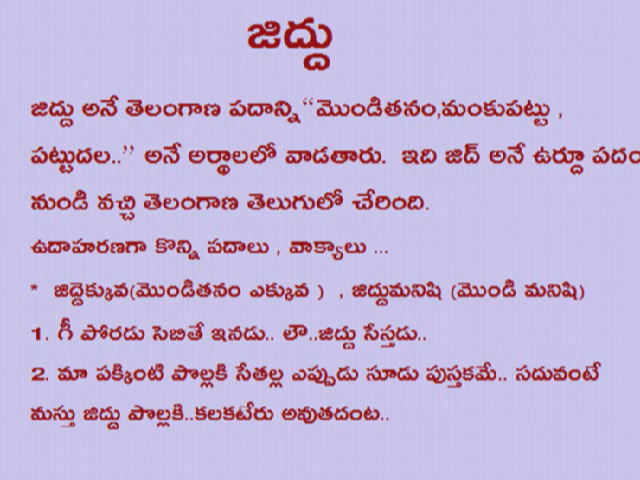 జిద్దు
జిద్దు అనే తెలంగాణ పదాన్ని “మొండితనం,మంకుపట్టు ,
పట్టుదల..” అనే అర్థాలలో వాడతారు. ఇది జిద్ అనే ఉర్దూ పదం
నుండి వచ్చి తెలంగాణ తెలుగులో చేరింది.
ఉదాహరణగా కొన్ని పదాలు , వాక్యాలు ...
* జిద్దెక్కువ(మొండితనం ఎక్కువ ) , జిద్దుమనిషి (మొండి మనిషి)
1. గీ పోరడు సెబితే ఇనడు.. లౌ..జిద్దు సేస్తడు..
2. మా పక్కింటి పొల్లకి సేతల్ల ఎప్పుడు సూడు పుస్తకమే.. సదువంటే
మస్తు జిద్దు పొల్లకి..కలకటేరు అవుతదంట..